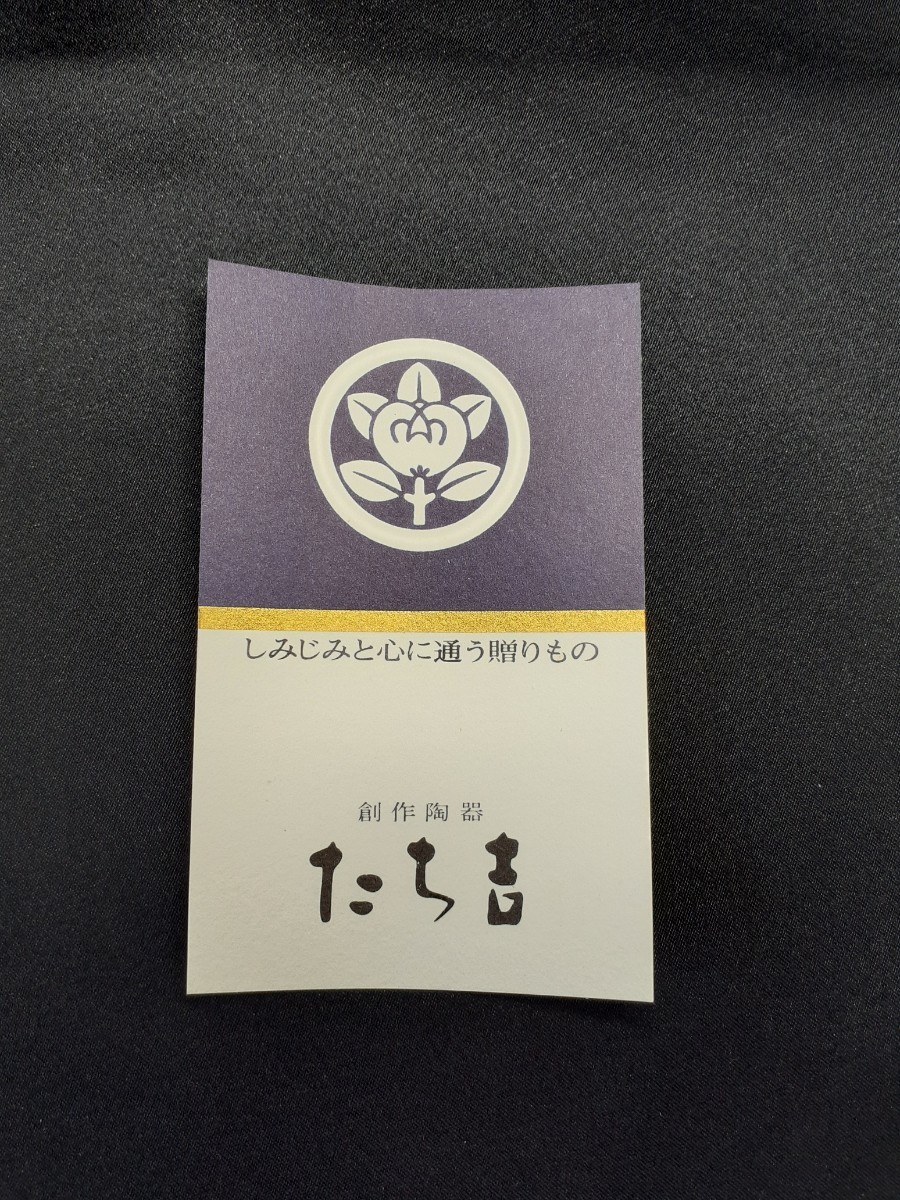 しみじみと心に通う贈りもの
創作陶器
たち吉